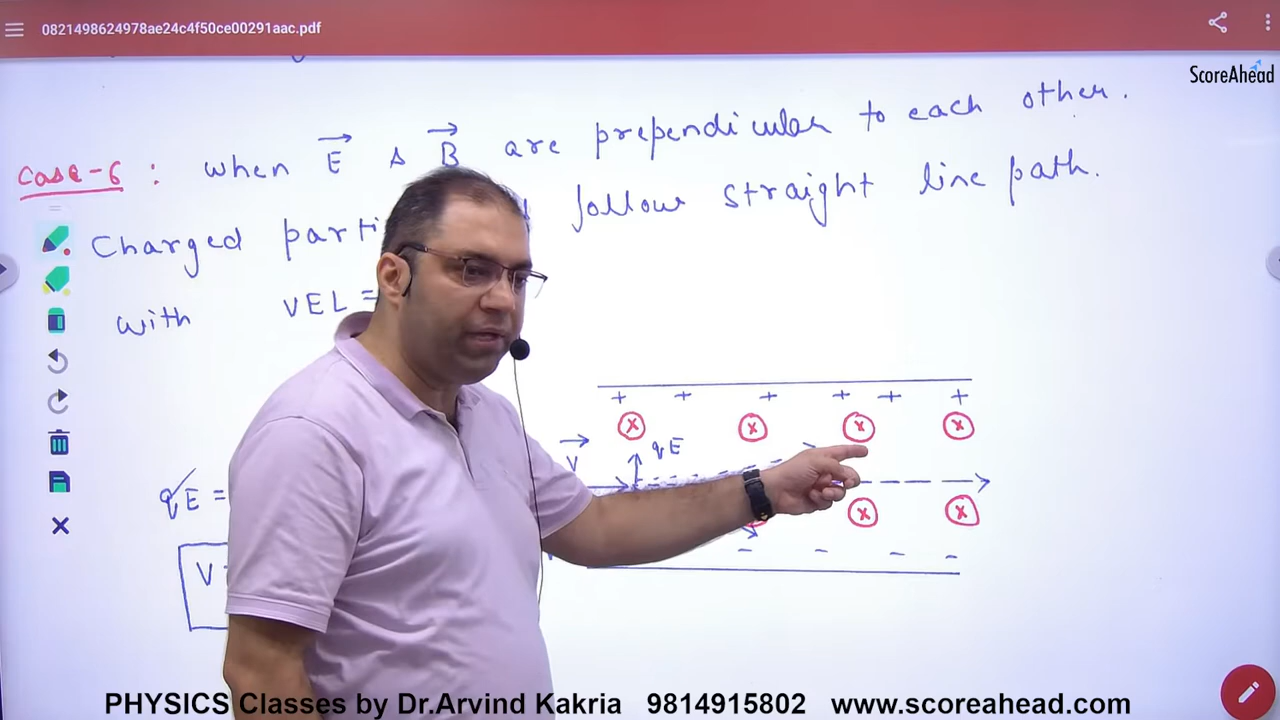 0821498624978ae24c4f50ce00291aac.pdf
ScoreAhead
Case-6 : when E & B are prependicular to each other.
Charged parti follow straight line path.
with VEL =
+ + + + + +
x x x x
V qE
qE =
x x
V =
- - - -
PHYSICS Classes by Dr.Arvind Kakria 9814915802 www.scoreahead.com